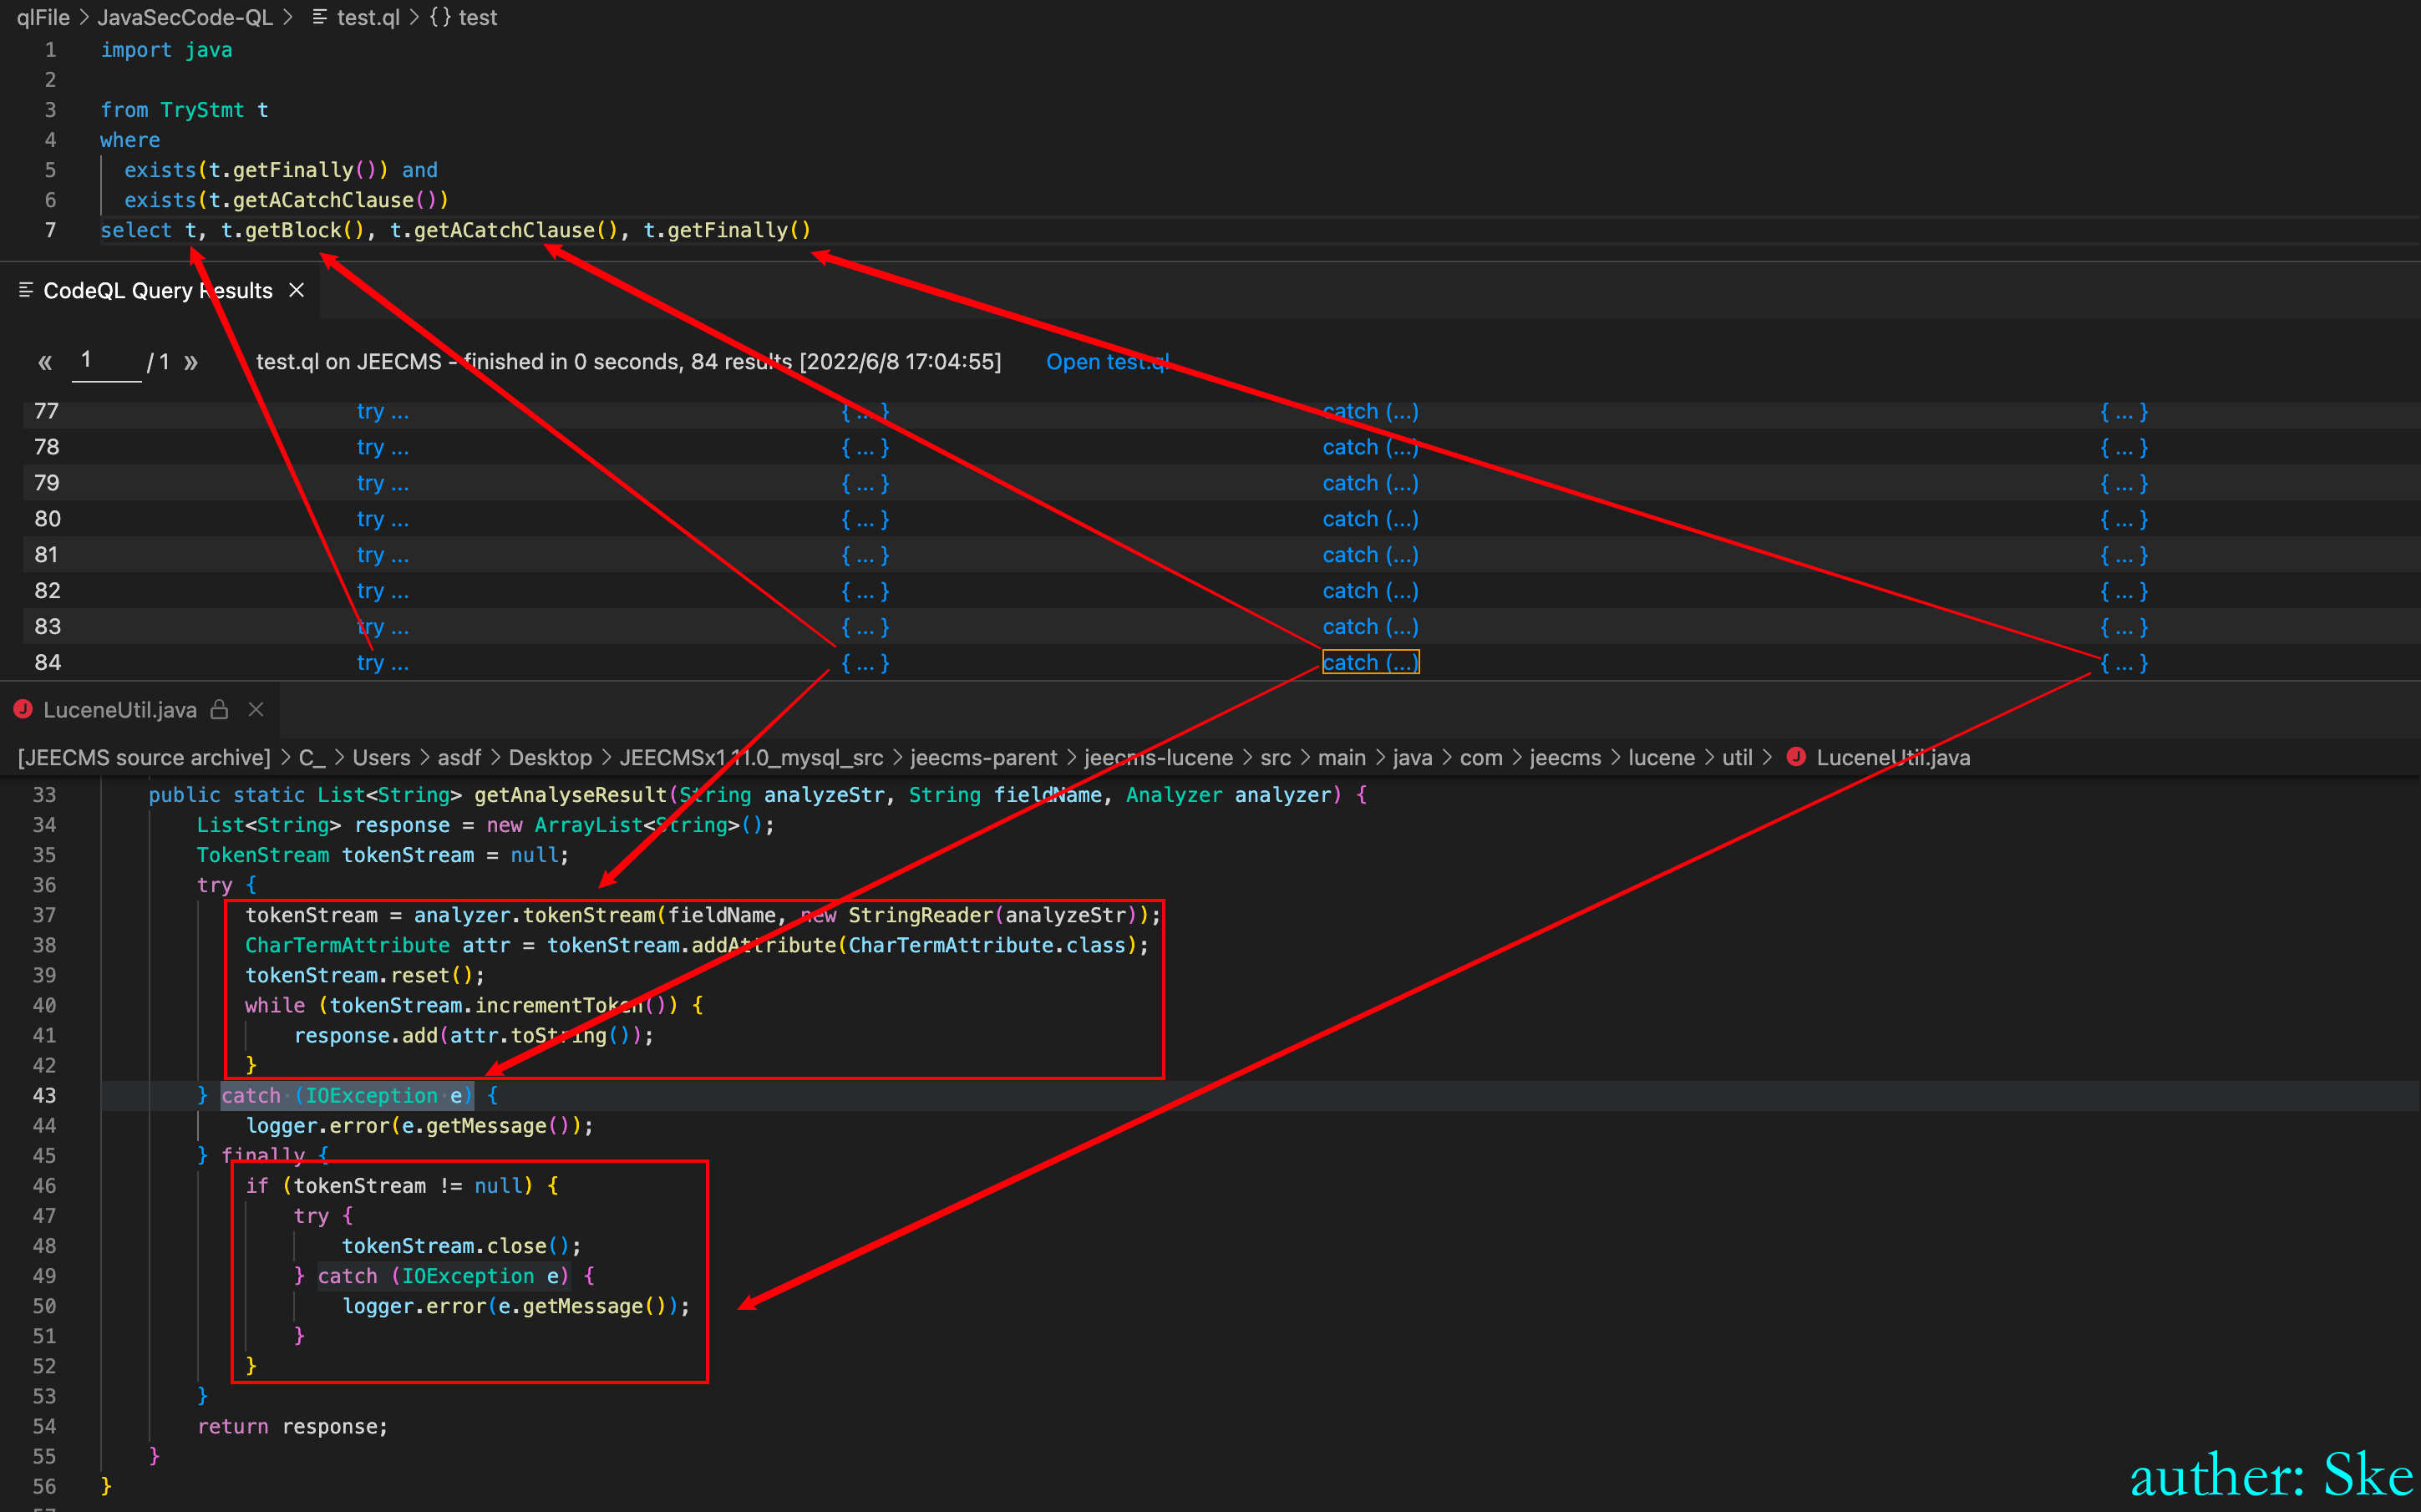 qlFile > JavaSecCode-QL > test.ql > {} test
1 import java
2
3 from TryStmt t
4 where
5 exists(t.getFinally()) and
6 exists(t.getACatchClause())
7 select t, t.getBlock(), t.getACatchClause(), t.getFinally()
CodeQL Query Results
« 1 / 1 » test.ql on JEECMS - finished in 0 seconds, 84 results [2022/6/8 17:04:55] Open test.ql
77 try ... { ... } catch (...) { ... }
78 try ... { ... } catch (...) { ... }
79 try ... { ... } catch (...) { ... }
80 try ... { ... } catch (...) { ... }
81 try ... { ... } catch (...) { ... }
82 try ... { ... } catch (...) { ... }
83 try ... { ... } catch (...) { ... }
84 try ... { ... } catch (...) { ... }
J LuceneUtil.java
[JEECMS source archive] > C_ > Users > asdf > Desktop > JEECMSx1.11.0_mysql_src > jeecms-parent > jeecms-lucene > src > main > java > com > jeecms > lucene > util > J LuceneUtil.java
33 public static List<String> getAnalyseResult(String analyzeStr, String fieldName, Analyzer analyzer) {
34 List<String> response = new ArrayList<String>();
35 TokenStream tokenStream = null;
36 try {
37 tokenStream = analyzer.tokenStream(fieldName, new StringReader(analyzeStr));
38 CharTermAttribute attr = tokenStream.addAttribute(CharTermAttribute.class);
39 tokenStream.reset();
40 while (tokenStream.incrementToken()) {
41 response.add(attr.toString());
42 }
43 } catch (IOException e) {
44 logger.error(e.getMessage());
45 } finally {
46 if (tokenStream != null) {
47 try {
48 tokenStream.close();
49 } catch (IOException e) {
50 logger.error(e.getMessage());
51 }
52 }
53 }
54 return response;
55 }
56 }
auther: Ske